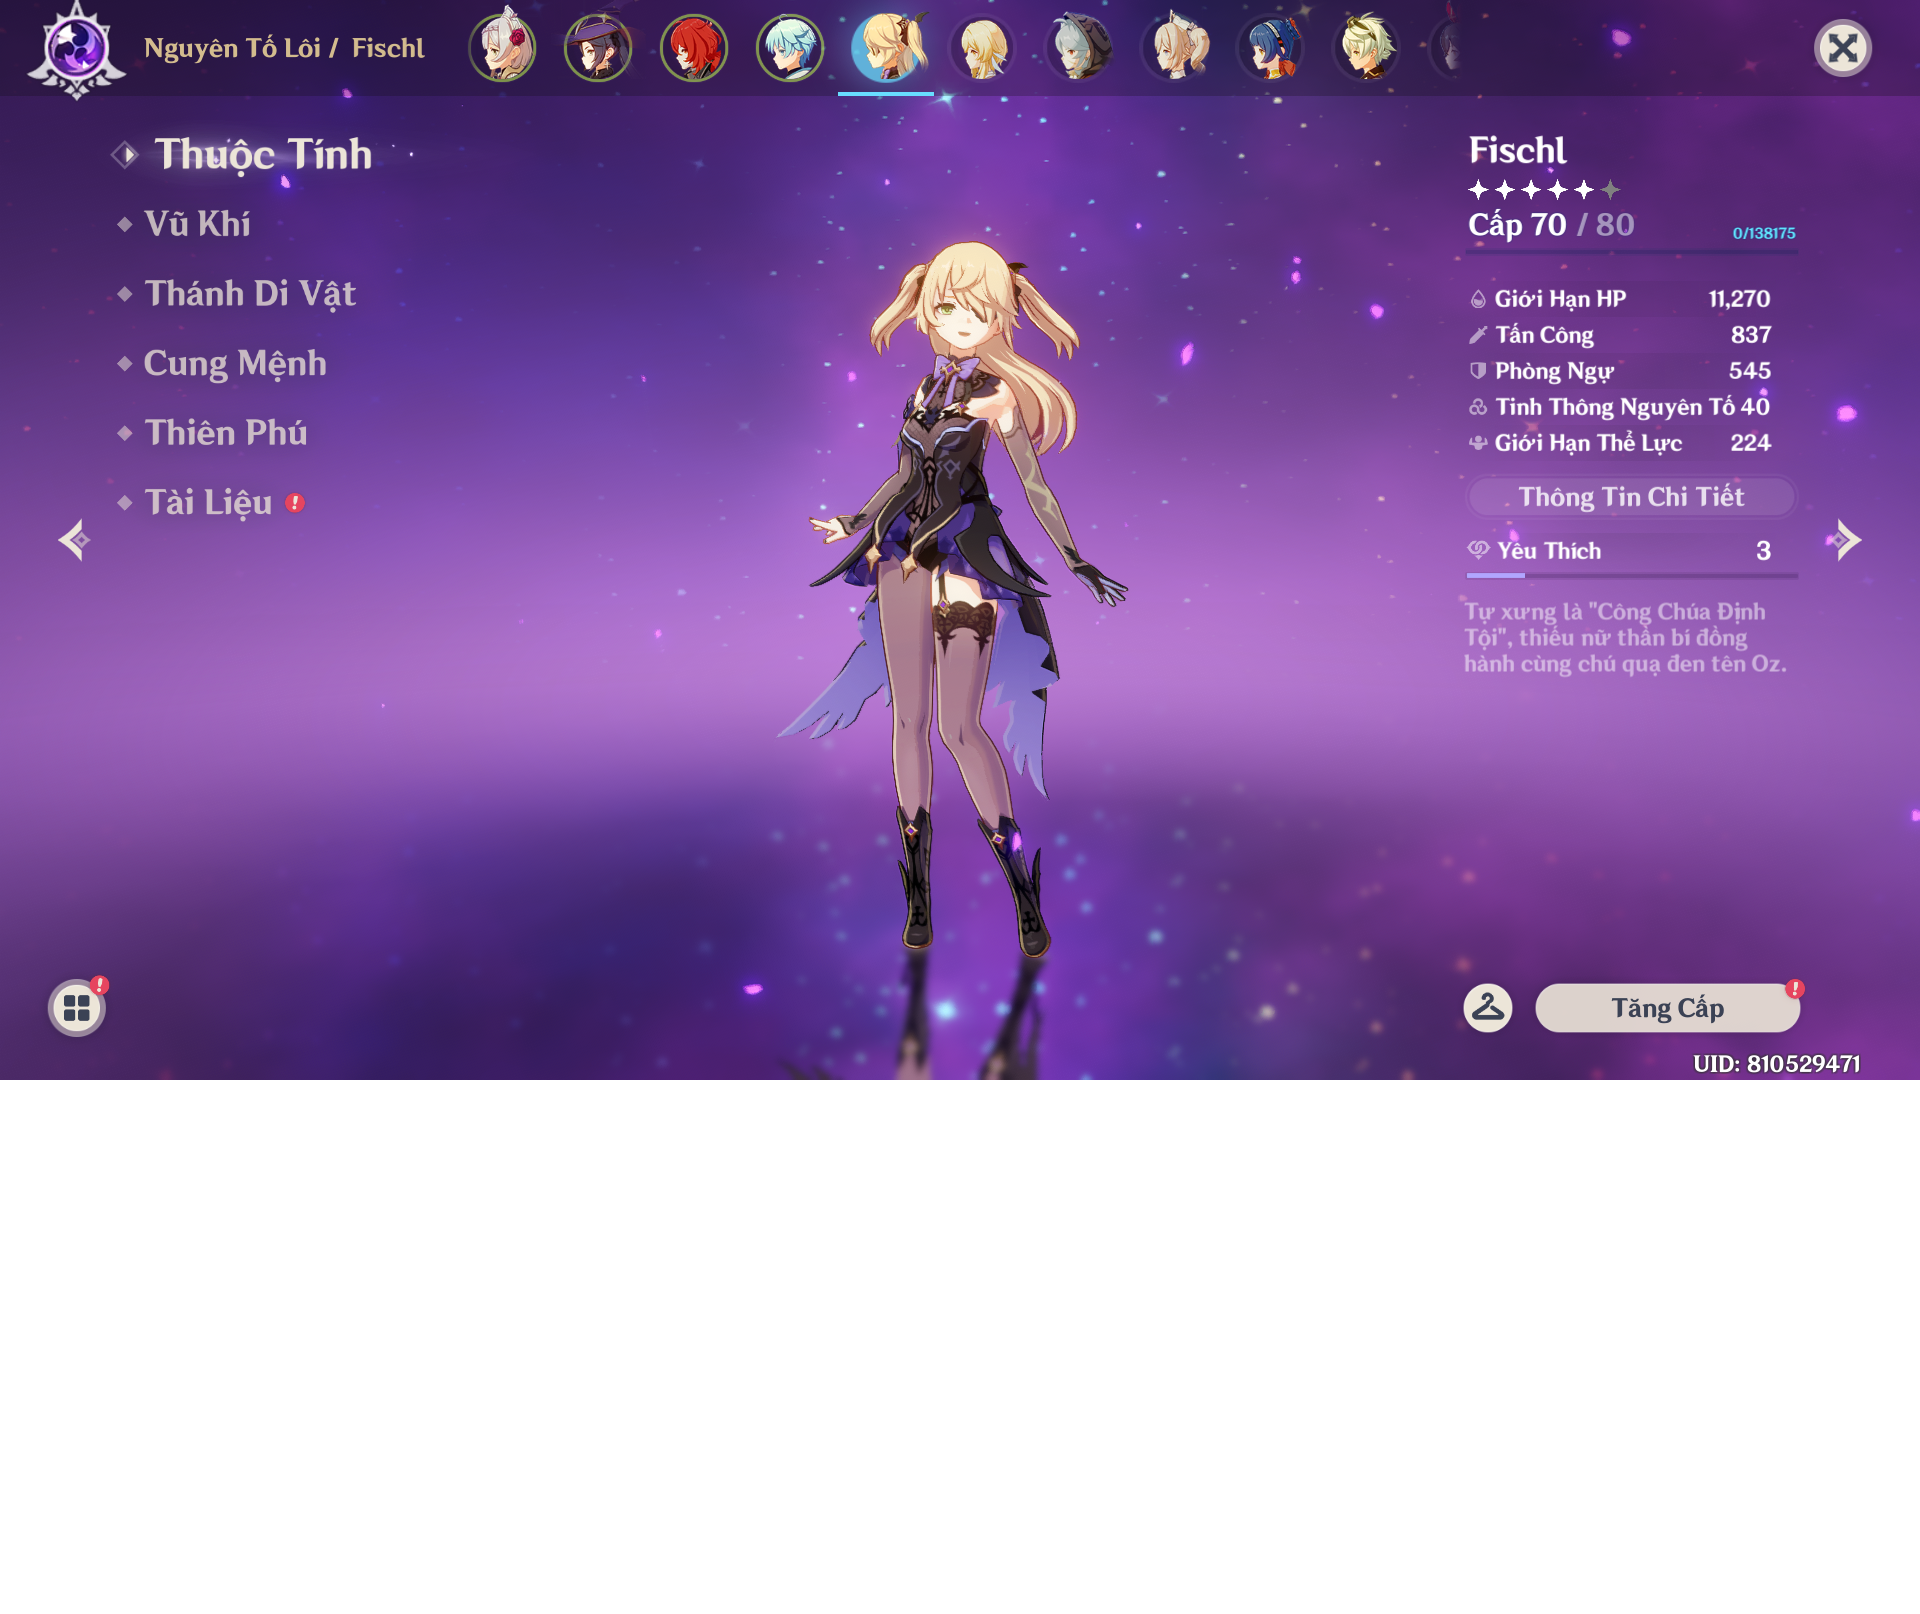 Nguyên Tố Lôi / Fischl
Thuộc Tính
Vũ Khí
Thánh Di Vật
Cung Mệnh
Thiên Phú
Tài Liệu
Fischl
Cấp 70 / 80
0/138175
Giới Hạn HP 11,270
Tấn Công 837
Phòng Ngự 545
Tinh Thông Nguyên Tố 40
Giới Hạn Thể Lực 224
Thông Tin Chi Tiết
Yêu Thích 3
Tự xưng là "Công Chúa Định
Tội", thiếu nữ thần bí đồng
hành cùng chú quạ đen tên Oz.
Tăng Cấp
UID: 810529471